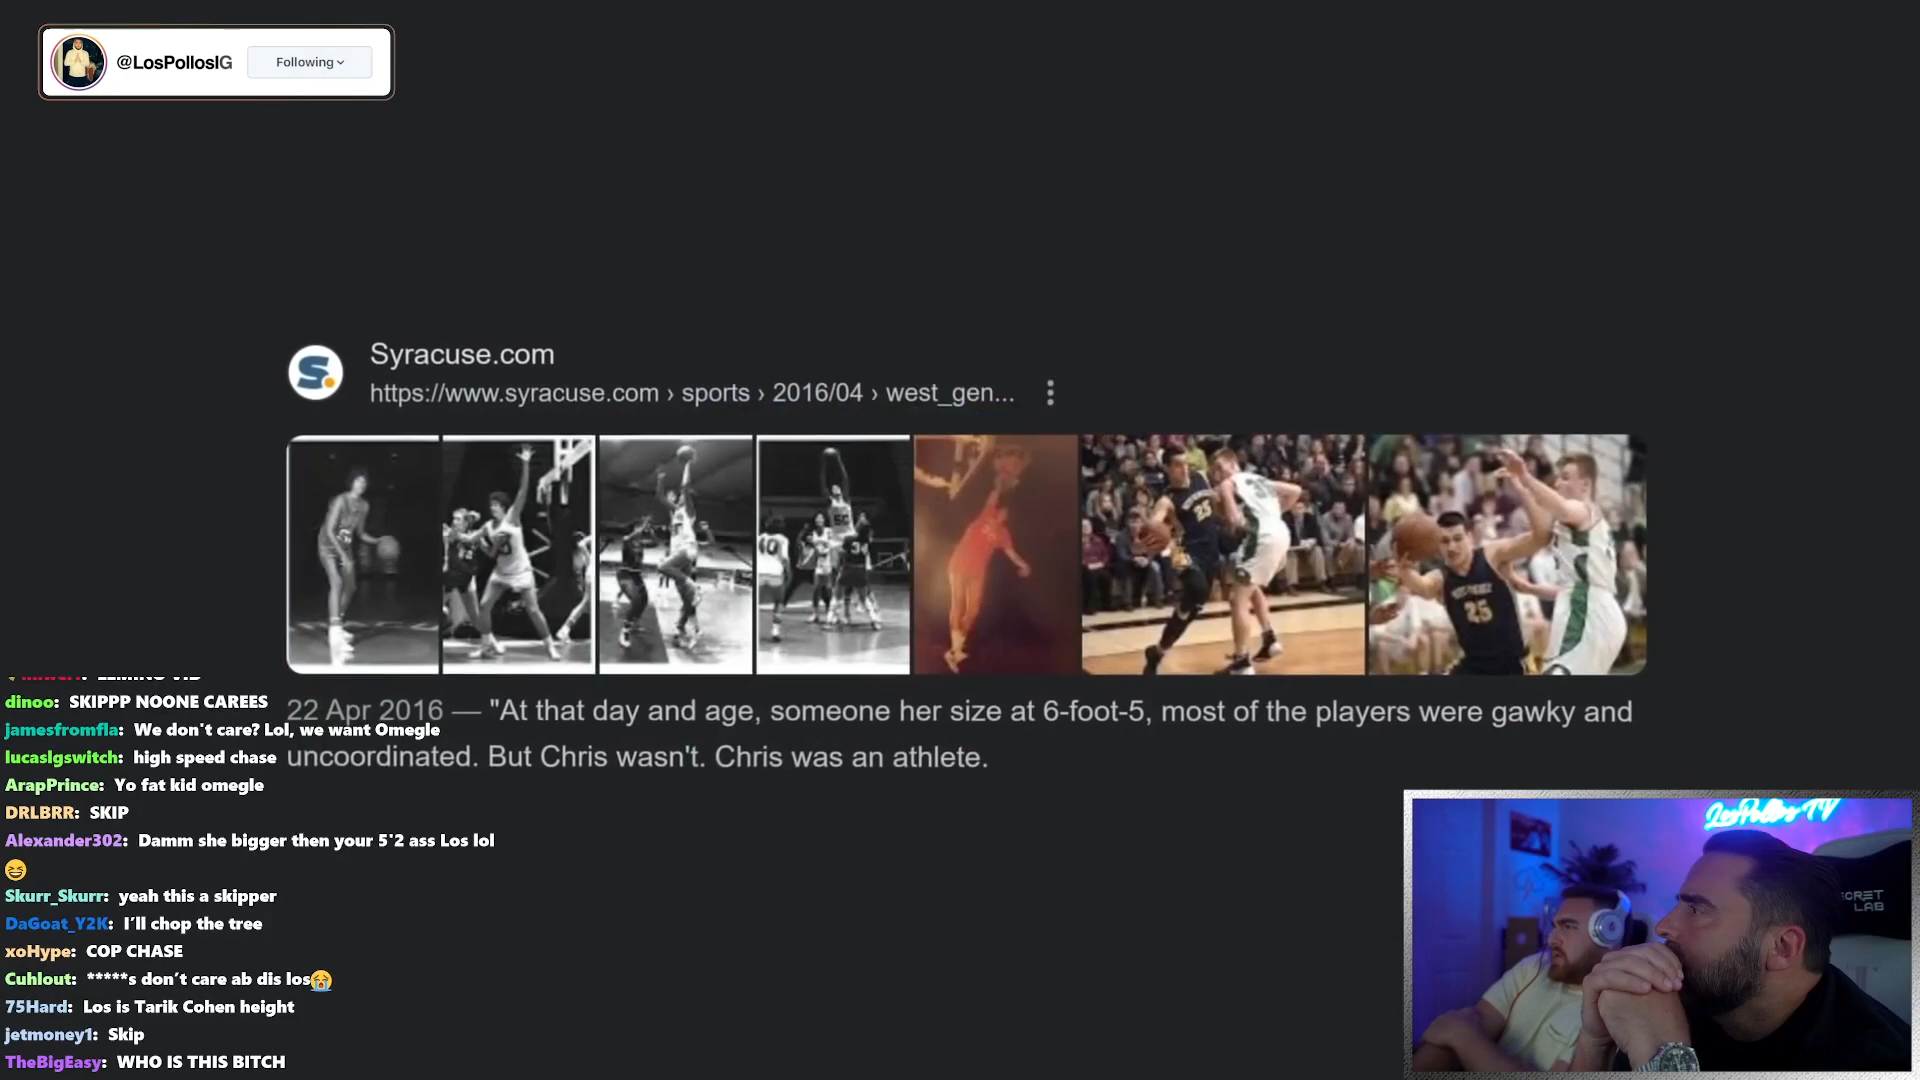 @LosPollosIG
Following
Syracuse.com
https://www.syracuse.com › sports › 2016/04 › west_gen...
22 Apr 2016 — "At that day and age, someone her size at 6-foot-5, most of the players were gawky and
uncoordinated. But Chris wasn't. Chris was an athlete.
dinoo: SKIPPP NOONE CAREES
jamesfromfla: We don't care? Lol, we want Omegle
lucaslgswitch: high speed chase
ArapPrince: Yo fat kid omegle
DRLBRR: SKIP
Alexander302: Damm she bigger then your 5'2 ass Los lol
😆
Skurr_Skurr: yeah this a skipper
DaGoat_Y2K: I’ll chop the tree
xoHype: COP CHASE
Cuhlout: *****s don’t care ab dis los😭
75Hard: Los is Tarik Cohen height
jetmoney1: Skip
TheBigEasy: WHO IS THIS BITCH
LosPollos TV
LAB
25